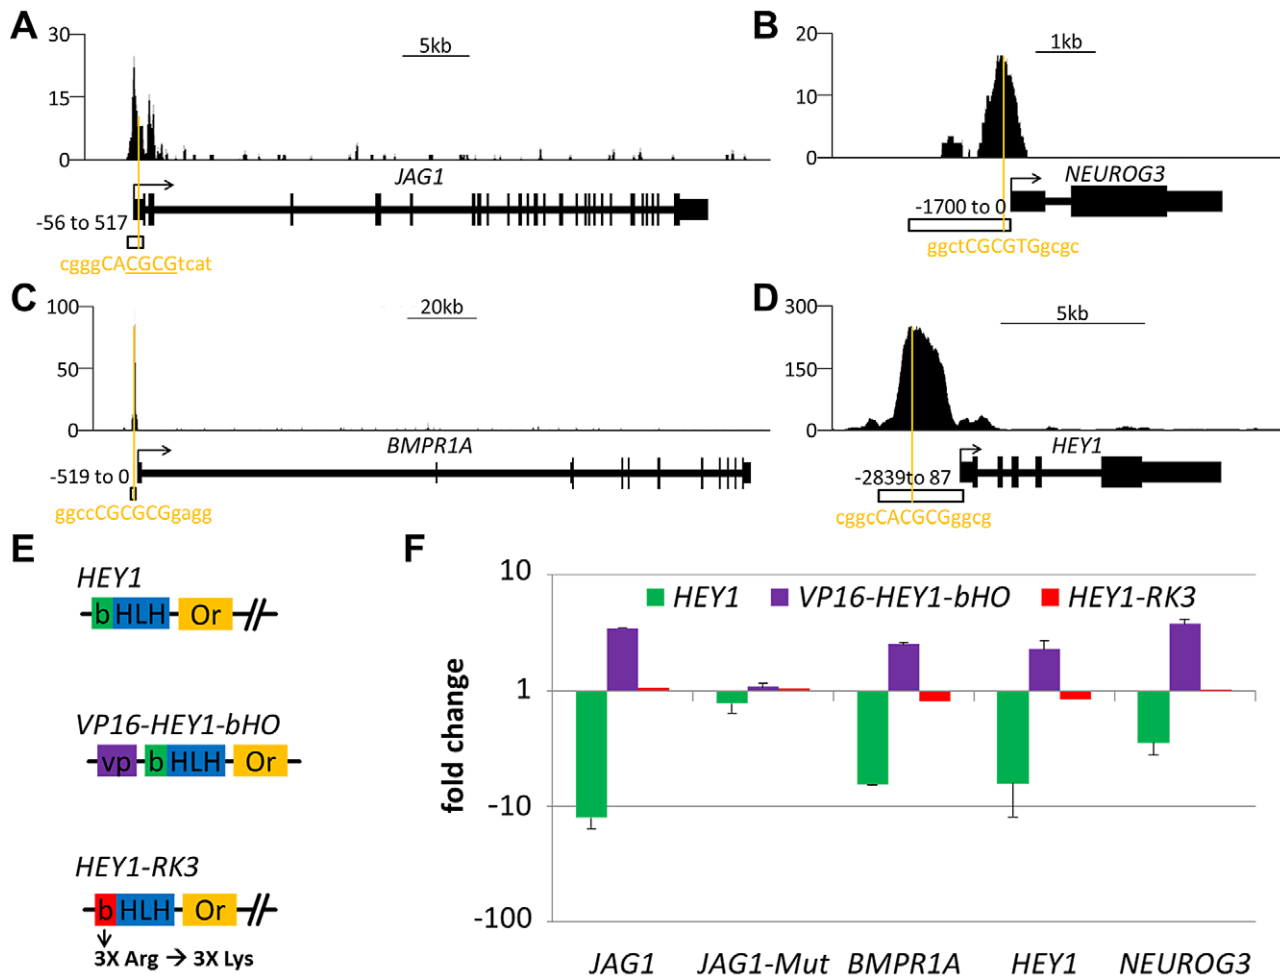 A
30
15
0
5kb
JAG1
-56 to 517
cgggCACGCGtcat
B
20
10
0
1kb
NEUROG3
-1700 to 0
ggctCGCGTGgcgc
C
100
50
0
20kb
BMPR1A
-519 to 0
ggccCGCGCGgagg
D
300
150
0
5kb
HEY1
-2839to 87
cggcCACGCGggcg
E
HEY1
b HLH Or
VP16-HEY1-bHO
vp b HLH Or
HEY1-RK3
b HLH Or
3X Arg → 3X Lys
F
fold change
10
1
-10
-100
HEY1 VP16-HEY1-bHO HEY1-RK3
JAG1 JAG1-Mut BMPR1A HEY1 NEUROG3